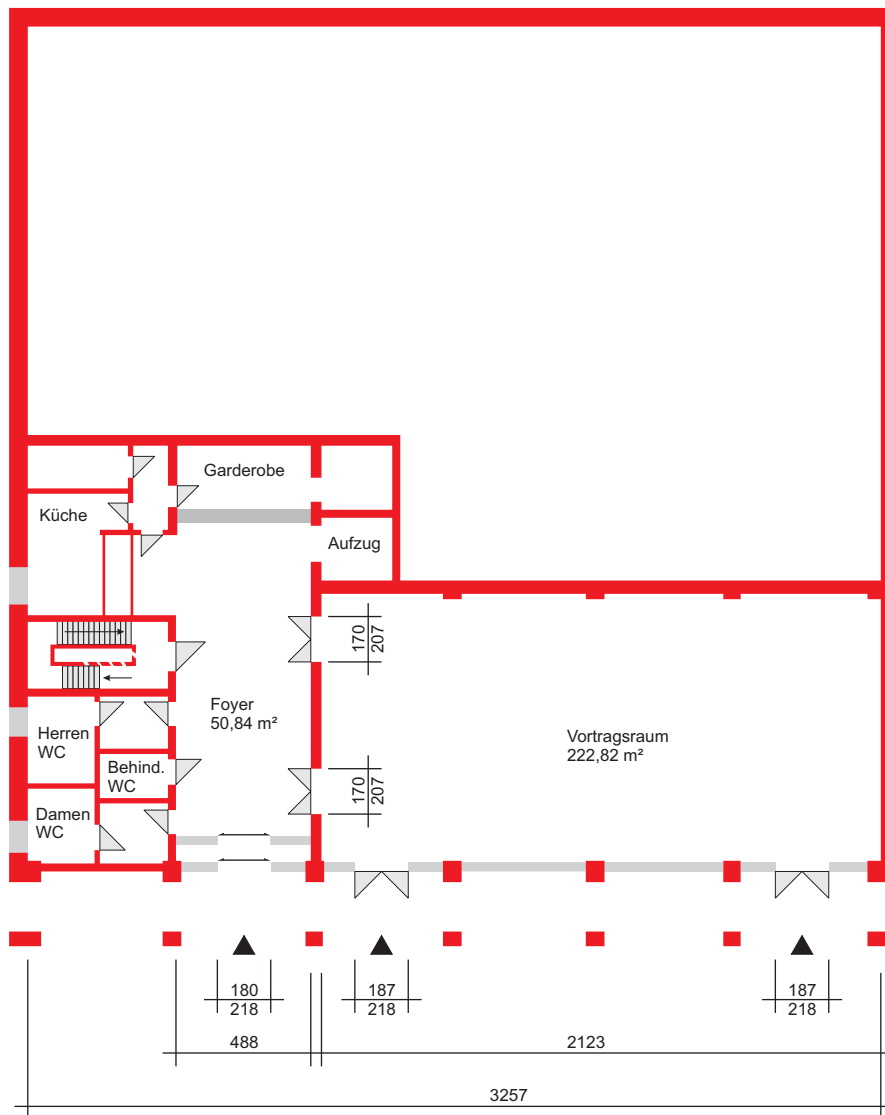 Garderobe
Küche
Aufzug
170
207
Foyer
50,84 m²
Herren
WC
Vortragsraum
222,82 m²
Behind.
WC
170
207
Damen
WC
180
218
187
218
187
218
488
2123
3257